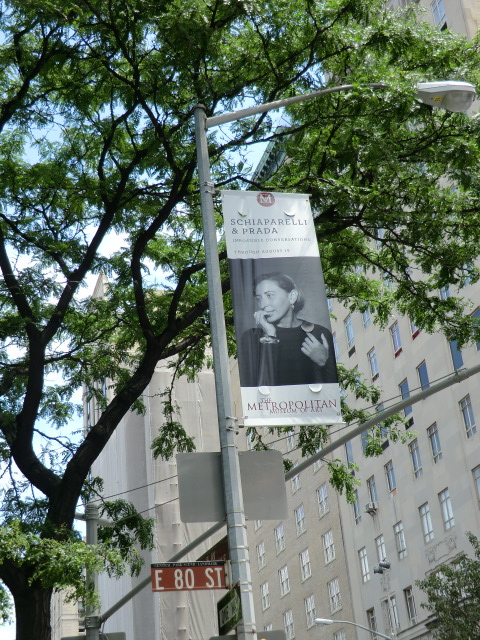 M
SCHIAPARELLI
& PRADA
IMPOSSIBLE CONVERSATIONS
THROUGH AUGUST 19
THE
METROPOLITAN
MUSEUM OF ART
E 80 ST